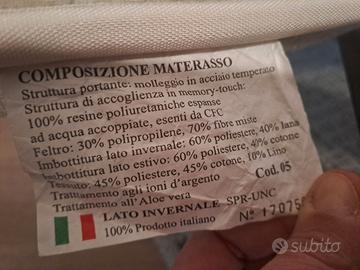 COMPOSIZIONE MATERASSO
Struttura portante: molleggio in acciaio temperato
Struttura di accoglienza in memory-touch:
100% resine poliuretaniche espanse
ad acqua accoppiate, esenti da CFC
Feltro: 30% polipropilene, 70% fibre miste
Imbottitura lato invernale: 60% poliestere, 40% lana
Imbottitura lato estivo: 60% poliestere, 40% cotone
Tessuto: 45% poliestere, 45% cotone, 10% Lino
Trattamento agli ioni d'argento
Trattamento all'Aloe vera Cod. 05
LATO INVERNALE SPR-UNC
100% Prodotto italiano N° 17075
subito